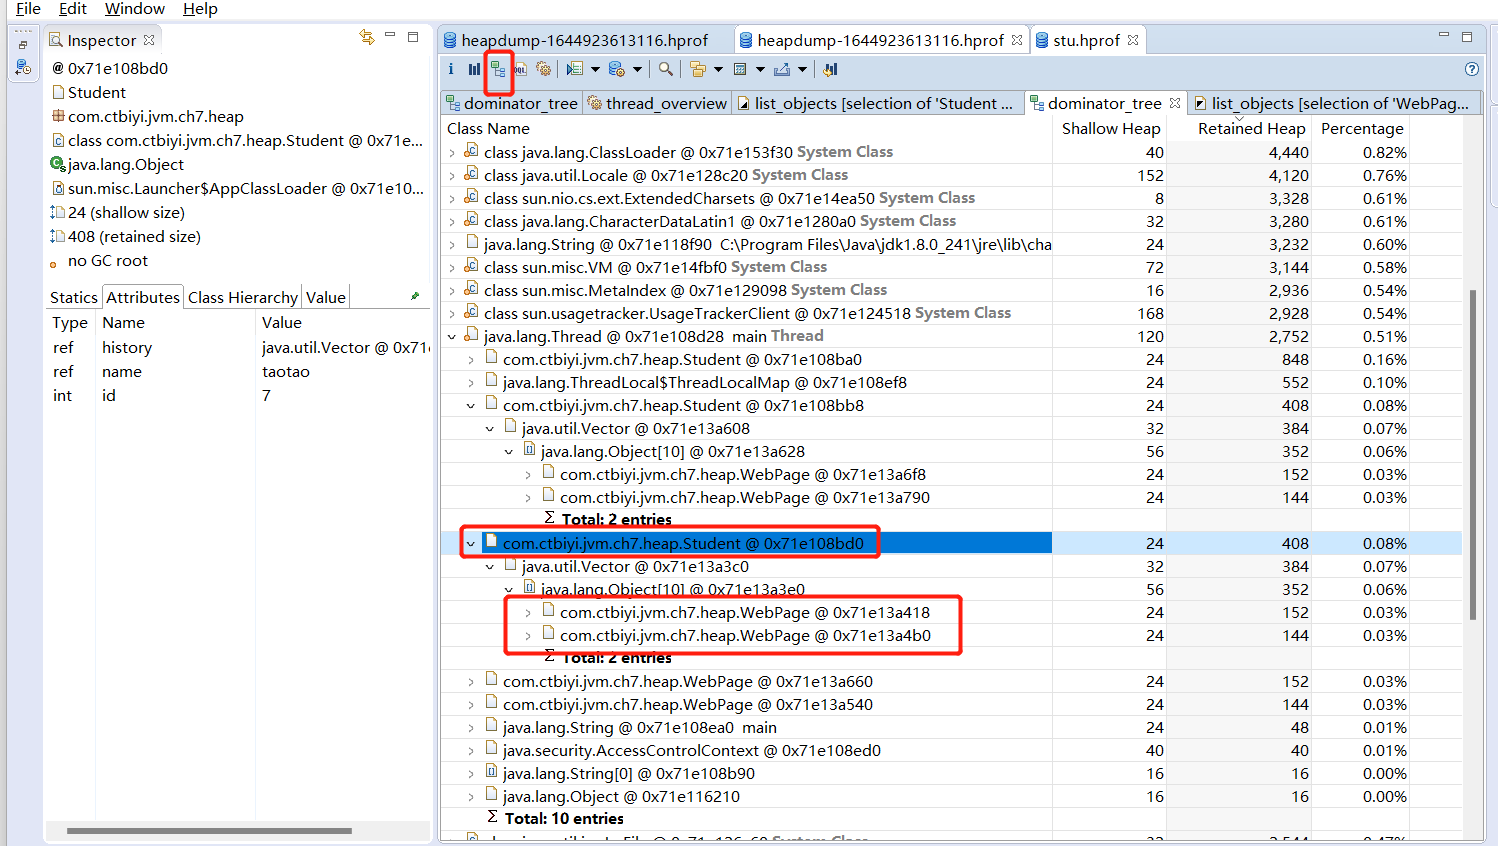 File Edit Window Help
Inspector
@ 0x71e108bd0
Student
com.ctbiyi.jvm.ch7.heap
class com.ctbiyi.jvm.ch7.heap.Student @ 0x71e...
java.lang.Object
sun.misc.Launcher$AppClassLoader @ 0x71e10...
24 (shallow size)
408 (retained size)
no GC root
Statics Attributes Class Hierarchy Value
Type Name Value
ref history java.util.Vector @ 0x71
ref name taotao
int id 7
heapdump-1644923613116.hprof heapdump-1644923613116.hprof stu.hprof
dominator_tree thread_overview list_objects [selection of 'Student ... dominator_tree list_objects [selection of 'WebPag...
Class Name Shallow Heap Retained Heap Percentage
class java.lang.ClassLoader @ 0x71e153f30 System Class 40 4,440 0.82%
class java.util.Locale @ 0x71e128c20 System Class 152 4,120 0.76%
class sun.nio.cs.ext.ExtendedCharsets @ 0x71e14ea50 System Class 8 3,328 0.61%
class java.lang.CharacterDataLatin1 @ 0x71e1280a0 System Class 32 3,280 0.61%
java.lang.String @ 0x71e118f90 C:\Program Files\Java\jdk1.8.0_241\jre\lib\cha 24 3,232 0.60%
class sun.misc.VM @ 0x71e14fbf0 System Class 72 3,144 0.58%
class sun.misc.MetaIndex @ 0x71e129098 System Class 16 2,936 0.54%
class sun.usagetracker.UsageTrackerClient @ 0x71e124518 System Class 168 2,928 0.54%
java.lang.Thread @ 0x71e108d28 main Thread 120 2,752 0.51%
com.ctbiyi.jvm.ch7.heap.Student @ 0x71e108ba0 24 848 0.16%
java.lang.ThreadLocal$ThreadLocalMap @ 0x71e108ef8 24 552 0.10%
com.ctbiyi.jvm.ch7.heap.Student @ 0x71e108bb8 24 408 0.08%
java.util.Vector @ 0x71e13a608 32 384 0.07%
java.lang.Object[10] @ 0x71e13a628 56 352 0.06%
com.ctbiyi.jvm.ch7.heap.WebPage @ 0x71e13a6f8 24 152 0.03%
com.ctbiyi.jvm.ch7.heap.WebPage @ 0x71e13a790 24 144 0.03%
Σ Total: 2 entries
com.ctbiyi.jvm.ch7.heap.Student @ 0x71e108bd0 24 408 0.08%
java.util.Vector @ 0x71e13a3c0 32 384 0.07%
java.lang.Object[10] @ 0x71e13a3e0 56 352 0.06%
com.ctbiyi.jvm.ch7.heap.WebPage @ 0x71e13a418 24 152 0.03%
com.ctbiyi.jvm.ch7.heap.WebPage @ 0x71e13a4b0 24 144 0.03%
Σ Total: 2 entries
com.ctbiyi.jvm.ch7.heap.WebPage @ 0x71e13a660 24 152 0.03%
com.ctbiyi.jvm.ch7.heap.WebPage @ 0x71e13a540 24 144 0.03%
java.lang.String @ 0x71e108ea0 main 24 48 0.01%
java.security.AccessControlContext @ 0x71e108ed0 40 40 0.01%
java.lang.String[0] @ 0x71e108b90 16 16 0.00%
java.lang.Object @ 0x71e116210 16 16 0.00%
Σ Total: 10 entries